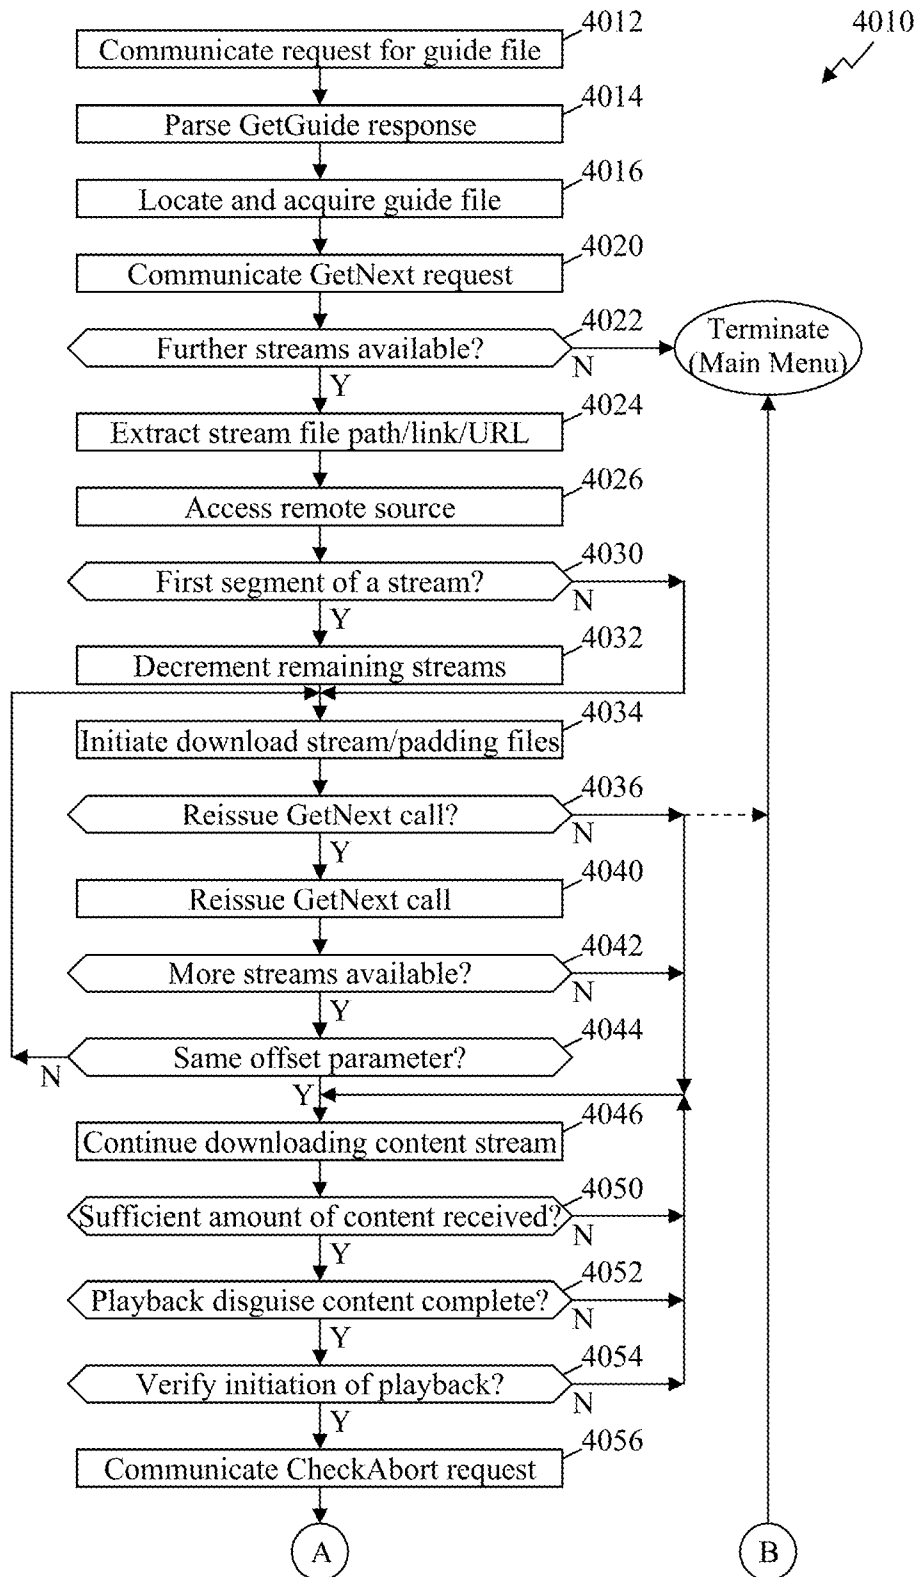 4010
4012
Communicate request for guide file
4014
Parse GetGuide response
4016
Locate and acquire guide file
4020
Communicate GetNext request
4022
Further streams available?
N
Terminate
(Main Menu)
Y
4024
Extract stream file path/link/URL
4026
Access remote source
4030
First segment of a stream?
N
Y
4032
Decrement remaining streams
4034
Initiate download stream/padding files
4036
Reissue GetNext call?
N
Y
4040
Reissue GetNext call
4042
More streams available?
N
Y
4044
Same offset parameter?
N
Y
4046
Continue downloading content stream
4050
Sufficient amount of content received?
N
Y
4052
Playback disguise content complete?
N
Y
4054
Verify initiation of playback?
N
Y
4056
Communicate CheckAbort request
A
B